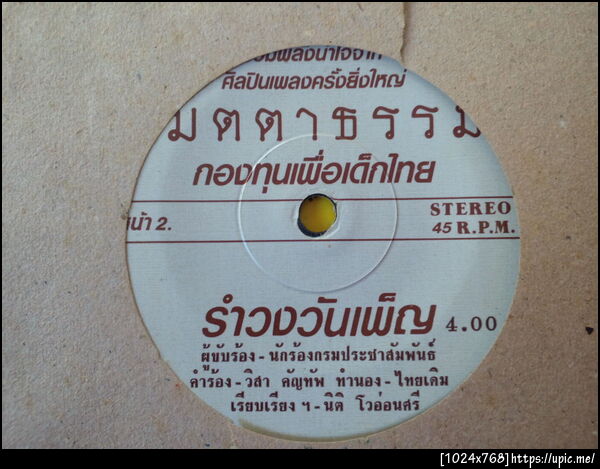 ศิลปินเพลงครั้งยิ่งใหญ่
มตตาธรรม
กองทุนเพื่อเด็กไทย
หน้า 2.
STEREO
45 R.P.M.
รำวงวันเพ็ญ 4.00
ผู้ขับร้อง - นักร้องกรมประชาสัมพันธ์
คำร้อง - วิสา คัญทัพ ทำนอง - ไทยเดิม
เรียบเรียง ฯ - นิติ โว่อ่อนศรี
[1024x768]https://upic.me/